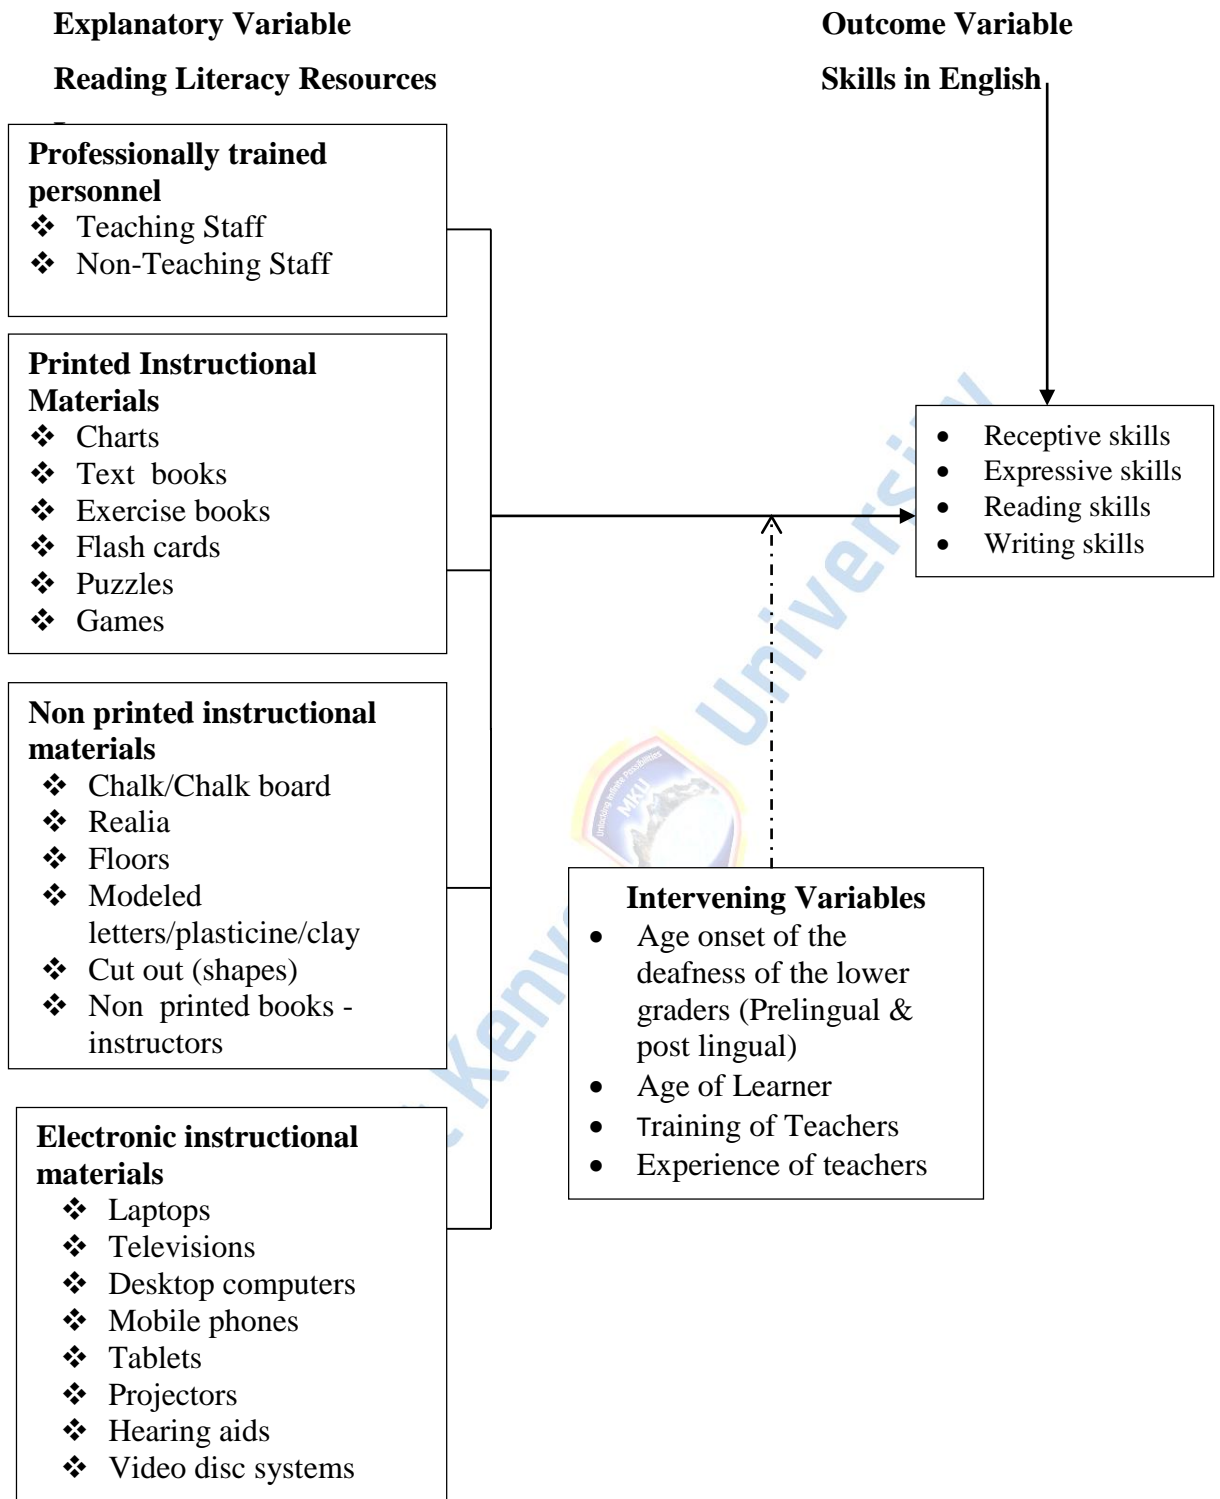 Explanatory Variable
Outcome Variable
Reading Literacy Resources
Skills in English
Professionally trained
personnel
❖ Teaching Staff
❖ Non-Teaching Staff
Printed Instructional
Materials
❖ Charts
❖ Text books
❖ Exercise books
❖ Flash cards
❖ Puzzles
❖ Games
• Receptive skills
• Expressive skills
• Reading skills
• Writing skills
Non printed instructional
materials
❖ Chalk/Chalk board
❖ Realia
❖ Floors
❖ Modeled
letters/plasticine/clay
❖ Cut out (shapes)
❖ Non printed books -
instructors
Intervening Variables
• Age onset of the
deafness of the lower
graders (Prelingual &
post lingual)
• Age of Learner
• Training of Teachers
• Experience of teachers
Electronic instructional
materials
❖ Laptops
❖ Televisions
❖ Desktop computers
❖ Mobile phones
❖ Tablets
❖ Projectors
❖ Hearing aids
❖ Video disc systems
University
Unlocking Infinite Possibilities
MKU